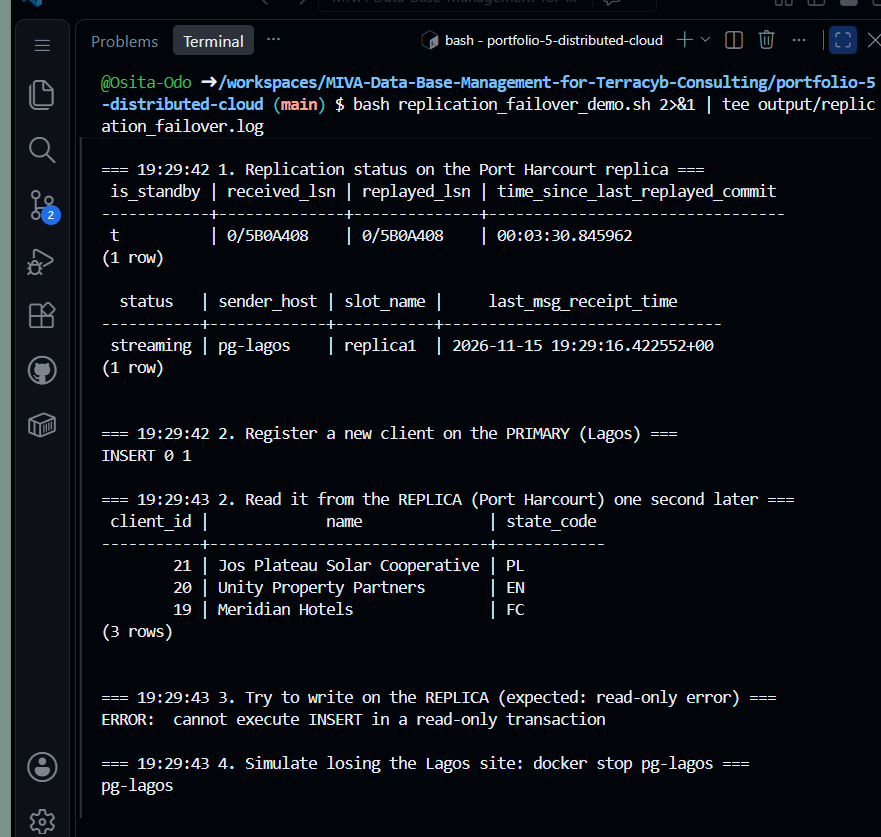 Problems Terminal ··· bash - portfolio-5-distributed-cloud
@Osita-Odo ➜/workspaces/MIVA-Data-Base-Management-for-Terracyb-Consulting/portfolio-5
-distributed-cloud (main) $ bash replication_failover_demo.sh 2>&1 | tee output/replic
ation_failover.log
=== 19:29:42 1. Replication status on the Port Harcourt replica ===
 is_standby | received_lsn | replayed_lsn | time_since_last_replayed_commit
------------+--------------+--------------+---------------------------------
 t          | 0/5B0A408    | 0/5B0A408    | 00:03:30.845962
(1 row)
  status   | sender_host | slot_name |     last_msg_receipt_time
-----------+-------------+-----------+-------------------------------
 streaming | pg-lagos    | replica1  | 2026-11-15 19:29:16.422552+00
(1 row)
=== 19:29:42 2. Register a new client on the PRIMARY (Lagos) ===
INSERT 0 1
=== 19:29:43 2. Read it from the REPLICA (Port Harcourt) one second later ===
 client_id |            name             | state_code
-----------+-----------------------------+------------
        21 | Jos Plateau Solar Cooperative | PL
        20 | Unity Property Partners       | EN
        19 | Meridian Hotels               | FC
(3 rows)
=== 19:29:43 3. Try to write on the REPLICA (expected: read-only error) ===
ERROR:  cannot execute INSERT in a read-only transaction
=== 19:29:43 4. Simulate losing the Lagos site: docker stop pg-lagos ===
pg-lagos
2